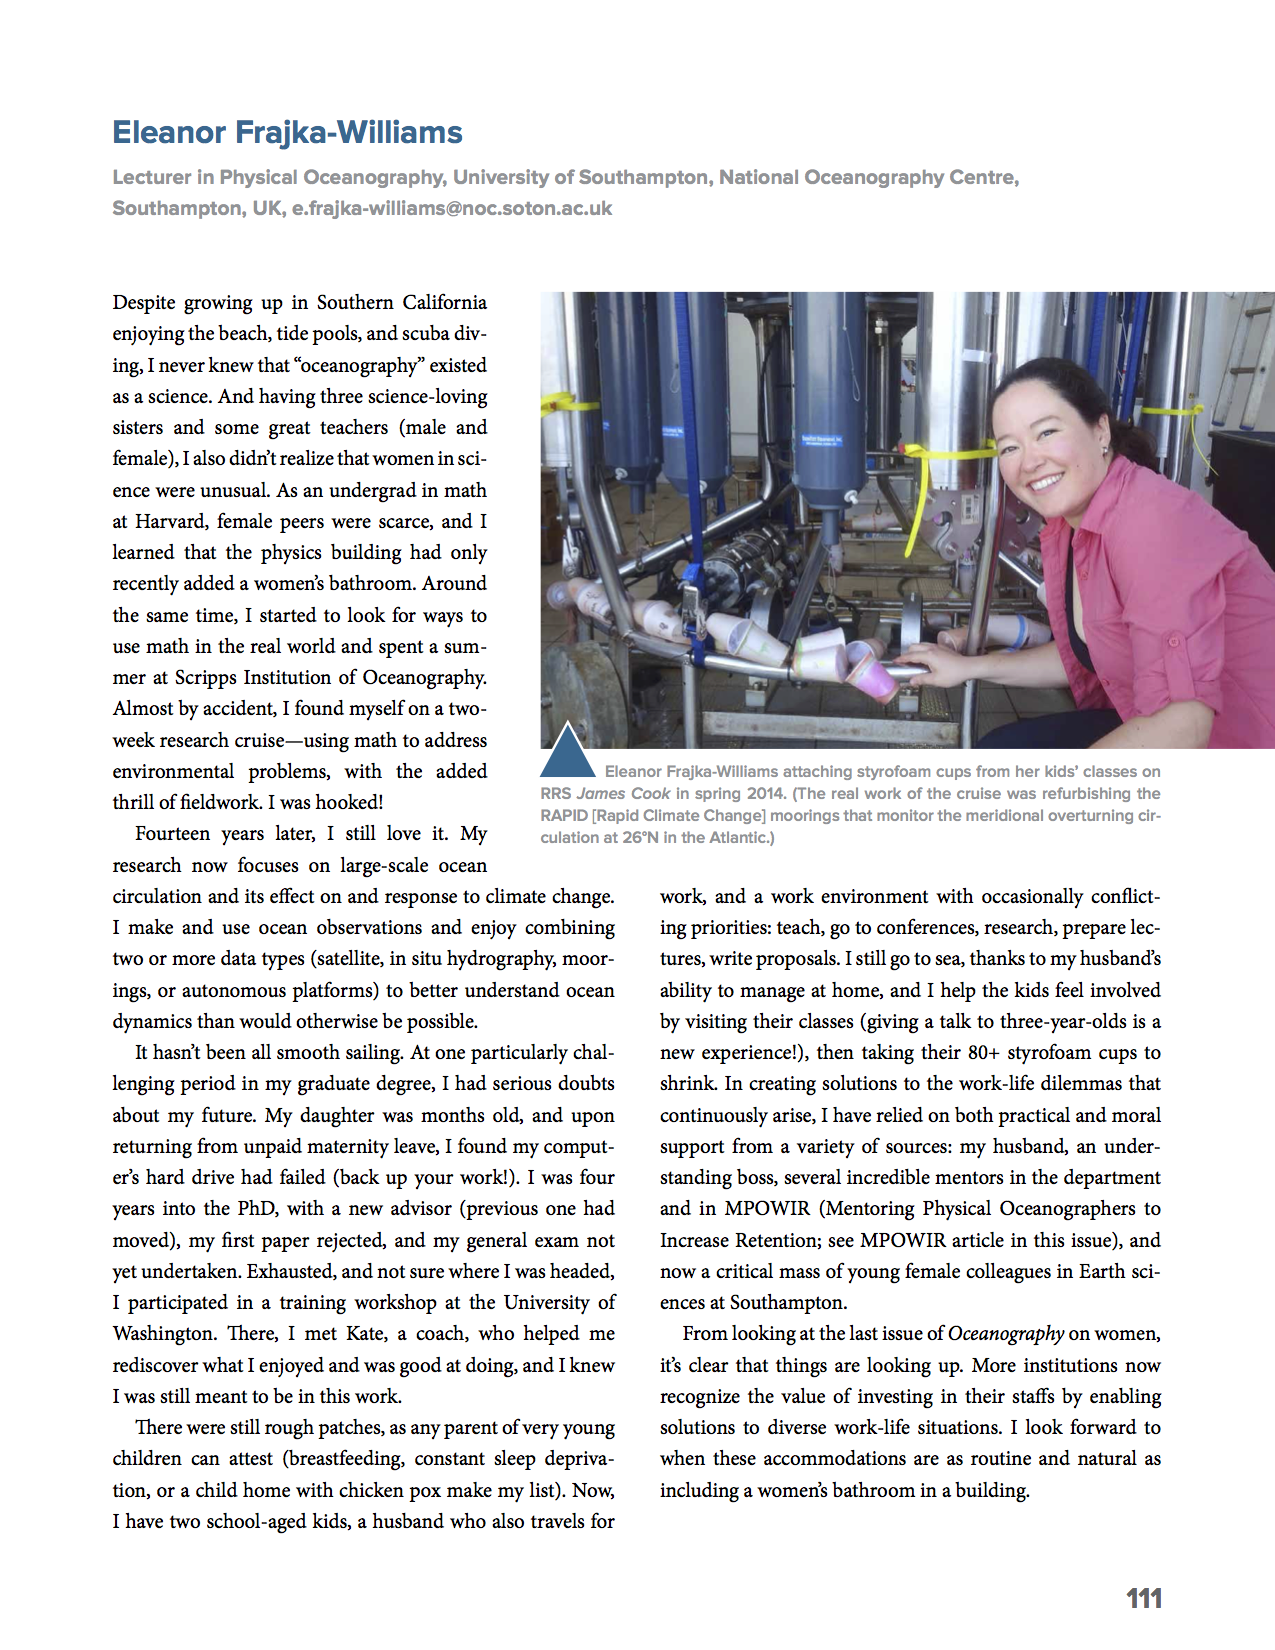 Eleanor Frajka-Williams
Lecturer in Physical Oceanography, University of Southampton, National Oceanography Centre,
Southampton, UK, e.frajka-williams@noc.soton.ac.uk
Despite growing up in Southern California
enjoying the beach, tide pools, and scuba div-
ing, I never knew that “oceanography” existed
as a science. And having three science-loving
sisters and some great teachers (male and
female), I also didn’t realize that women in sci-
ence were unusual. As an undergrad in math
at Harvard, female peers were scarce, and I
learned that the physics building had only
recently added a women’s bathroom. Around
the same time, I started to look for ways to
use math in the real world and spent a sum-
mer at Scripps Institution of Oceanography.
Almost by accident, I found myself on a two-
week research cruise—using math to address
environmental problems, with the added
thrill of fieldwork. I was hooked!
Fourteen years later, I still love it. My
research now focuses on large-scale ocean
circulation and its effect on and response to climate change.
I make and use ocean observations and enjoy combining
two or more data types (satellite, in situ hydrography, moor-
ings, or autonomous platforms) to better understand ocean
dynamics than would otherwise be possible.
It hasn’t been all smooth sailing. At one particularly chal-
lenging period in my graduate degree, I had serious doubts
about my future. My daughter was months old, and upon
returning from unpaid maternity leave, I found my comput-
er’s hard drive had failed (back up your work!). I was four
years into the PhD, with a new advisor (previous one had
moved), my first paper rejected, and my general exam not
yet undertaken. Exhausted, and not sure where I was headed,
I participated in a training workshop at the University of
Washington. There, I met Kate, a coach, who helped me
rediscover what I enjoyed and was good at doing, and I knew
I was still meant to be in this work.
There were still rough patches, as any parent of very young
children can attest (breastfeeding, constant sleep depriva-
tion, or a child home with chicken pox make my list). Now,
I have two school-aged kids, a husband who also travels for
Eleanor Frajka-Williams attaching styrofoam cups from her kids’ classes on
RRS James Cook in spring 2014. (The real work of the cruise was refurbishing the
RAPID [Rapid Climate Change] moorings that monitor the meridional overturning cir-
culation at 26°N in the Atlantic.)
work, and a work environment with occasionally conflict-
ing priorities: teach, go to conferences, research, prepare lec-
tures, write proposals. I still go to sea, thanks to my husband’s
ability to manage at home, and I help the kids feel involved
by visiting their classes (giving a talk to three-year-olds is a
new experience!), then taking their 80+ styrofoam cups to
shrink. In creating solutions to the work-life dilemmas that
continuously arise, I have relied on both practical and moral
support from a variety of sources: my husband, an under-
standing boss, several incredible mentors in the department
and in MPOWIR (Mentoring Physical Oceanographers to
Increase Retention; see MPOWIR article in this issue), and
now a critical mass of young female colleagues in Earth sci-
ences at Southampton.
From looking at the last issue of Oceanography on women,
it’s clear that things are looking up. More institutions now
recognize the value of investing in their staffs by enabling
solutions to diverse work-life situations. I look forward to
when these accommodations are as routine and natural as
including a women’s bathroom in a building.
111